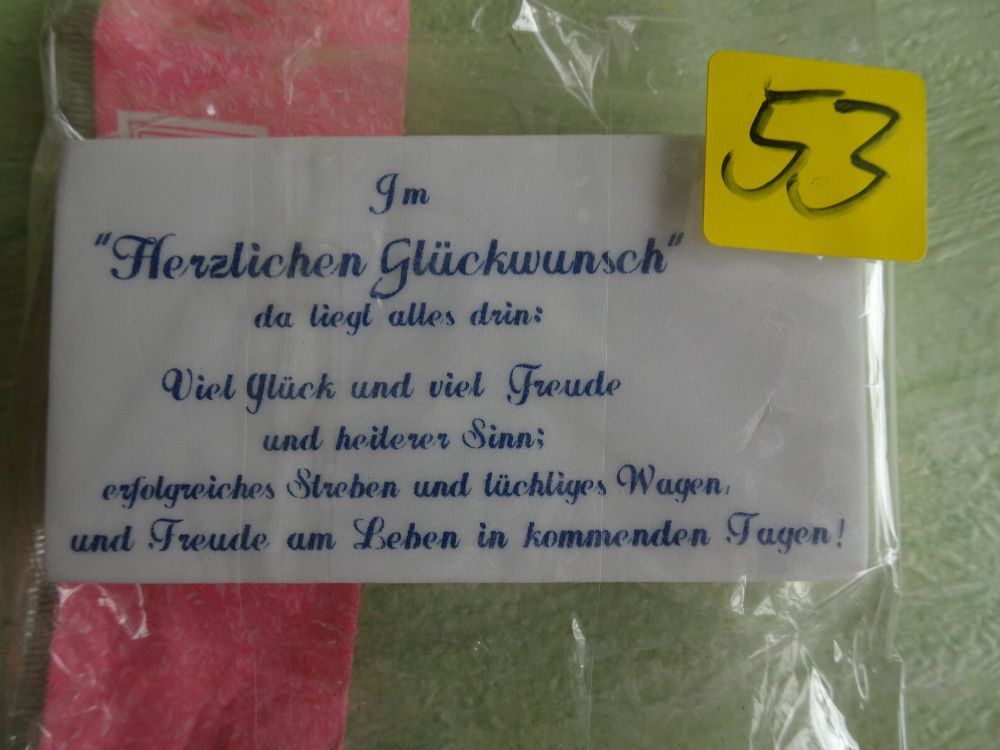 53
Im
"Herzlichen Glückwunsch"
da liegt alles drin:
Viel Glück und viel Freude
und heiterer Sinn;
erfolgreiches Streben und tüchtiges Wagen,
und Freude am Leben in kommenden Tagen!